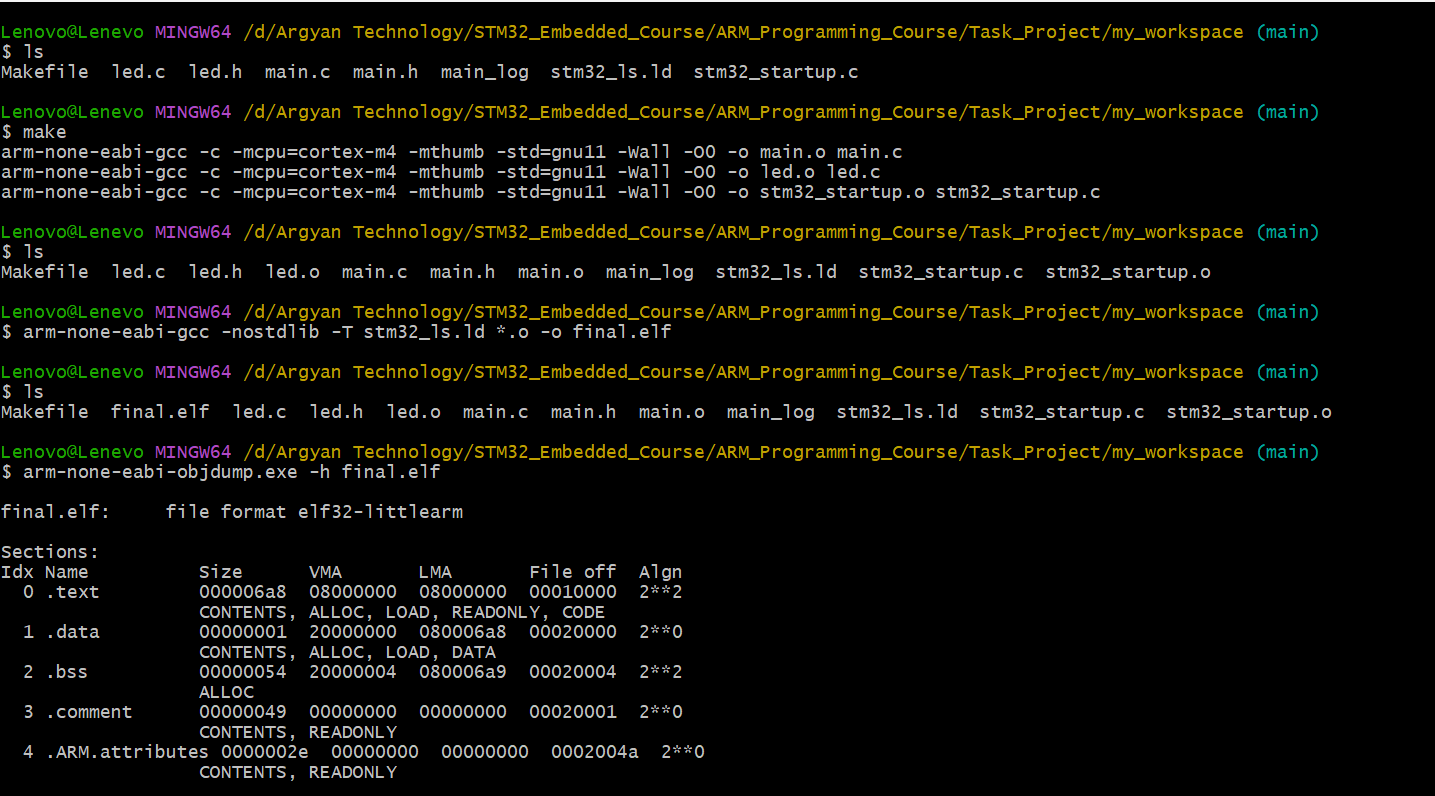 Lenovo@Lenevo MINGW64 /d/Argyan Technology/STM32_Embedded_Course/ARM_Programming_Course/Task_Project/my_workspace (main)
$ ls
Makefile  led.c  led.h  main.c  main.h  main_log  stm32_ls.ld  stm32_startup.c
Lenovo@Lenevo MINGW64 /d/Argyan Technology/STM32_Embedded_Course/ARM_Programming_Course/Task_Project/my_workspace (main)
$ make
arm-none-eabi-gcc -c -mcpu=cortex-m4 -mthumb -std=gnu11 -Wall -O0 -o main.o main.c
arm-none-eabi-gcc -c -mcpu=cortex-m4 -mthumb -std=gnu11 -Wall -O0 -o led.o led.c
arm-none-eabi-gcc -c -mcpu=cortex-m4 -mthumb -std=gnu11 -Wall -O0 -o stm32_startup.o stm32_startup.c
Lenovo@Lenevo MINGW64 /d/Argyan Technology/STM32_Embedded_Course/ARM_Programming_Course/Task_Project/my_workspace (main)
$ ls
Makefile  led.c  led.h  led.o  main.c  main.h  main.o  main_log  stm32_ls.ld  stm32_startup.c  stm32_startup.o
Lenovo@Lenevo MINGW64 /d/Argyan Technology/STM32_Embedded_Course/ARM_Programming_Course/Task_Project/my_workspace (main)
$ arm-none-eabi-gcc -nostdlib -T stm32_ls.ld *.o -o final.elf
Lenovo@Lenevo MINGW64 /d/Argyan Technology/STM32_Embedded_Course/ARM_Programming_Course/Task_Project/my_workspace (main)
$ ls
Makefile  final.elf  led.c  led.h  led.o  main.c  main.h  main.o  main_log  stm32_ls.ld  stm32_startup.c  stm32_startup.o
Lenovo@Lenevo MINGW64 /d/Argyan Technology/STM32_Embedded_Course/ARM_Programming_Course/Task_Project/my_workspace (main)
$ arm-none-eabi-objdump.exe -h final.elf
final.elf:     file format elf32-littlearm
Sections:
Idx Name          Size      VMA       LMA       File off  Algn
  0 .text         000006a8  08000000  08000000  00010000  2**2
                  CONTENTS, ALLOC, LOAD, READONLY, CODE
  1 .data         00000001  20000000  080006a8  00020000  2**0
                  CONTENTS, ALLOC, LOAD, DATA
  2 .bss          00000054  20000004  080006a9  00020004  2**2
                  ALLOC
  3 .comment      00000049  00000000  00000000  00020001  2**0
                  CONTENTS, READONLY
  4 .ARM.attributes 0000002e  00000000  00000000  0002004a  2**0
                  CONTENTS, READONLY